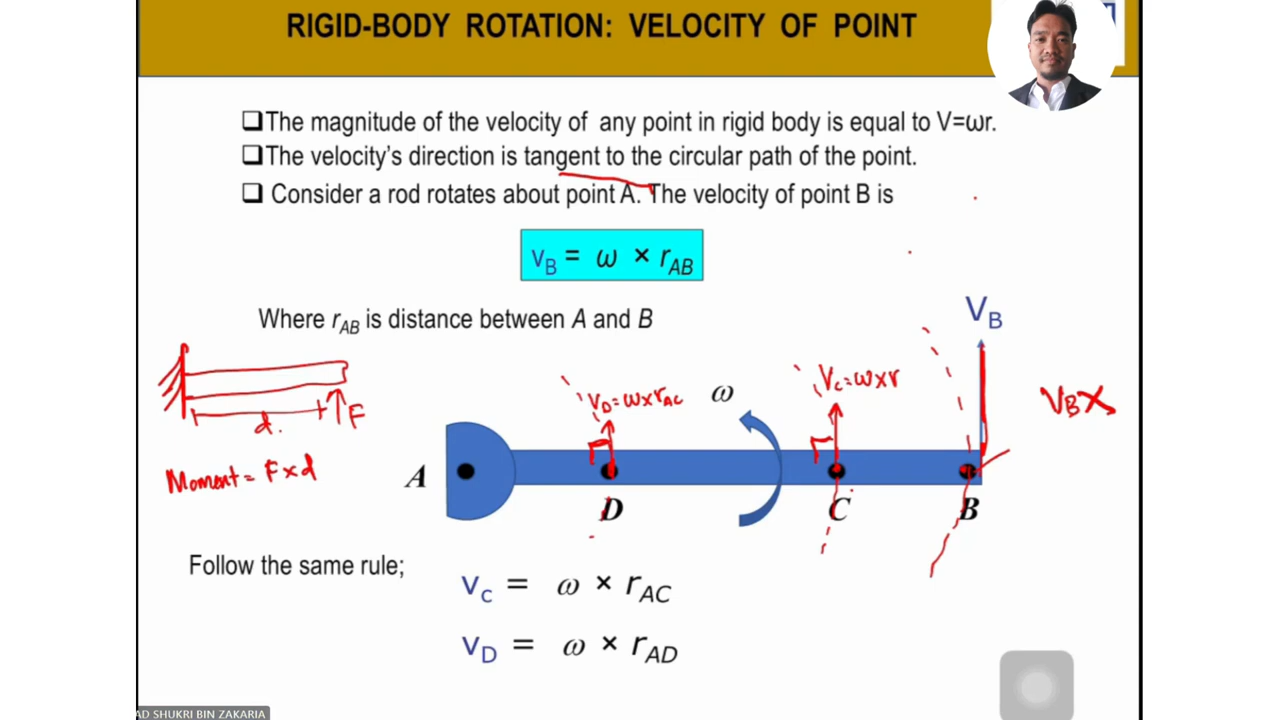 RIGID-BODY ROTATION: VELOCITY OF POINT
❑The magnitude of the velocity of any point in rigid body is equal to V=ωr.
❑The velocity's direction is tangent to the circular path of the point.
❑ Consider a rod rotates about point A. The velocity of point B is
vB = ω × rAB
Where rAB is distance between A and B
VB
F
d.
Moment = F×d
VD=ω×rAC
ω
VC=ω×r
VB×
A
D
C
B
Follow the same rule;
vc = ω × rAC
vD = ω × rAD
AD SHUKRI BIN ZAKARIA